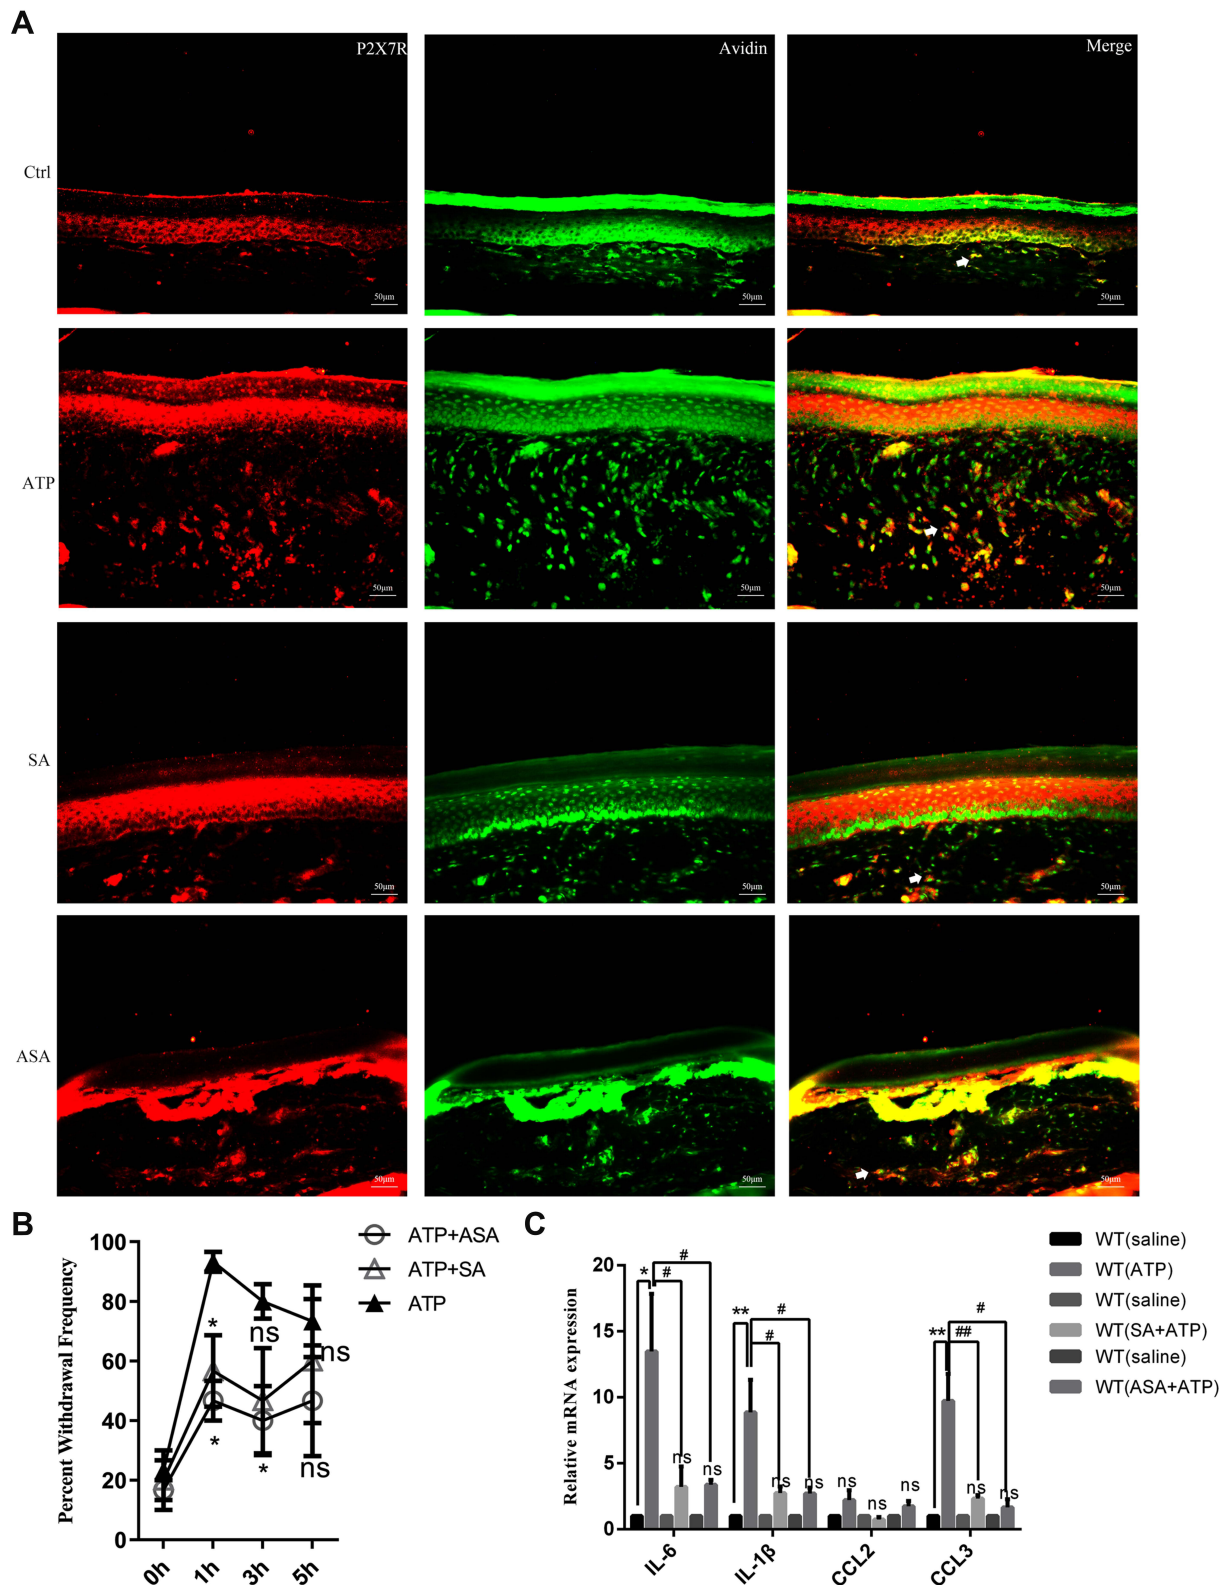 A
P2X7R
Avidin
Merge
Ctrl
50μm
50μm
50μm
ATP
50μm
50μm
50μm
SA
50μm
50μm
50μm
ASA
50μm
50μm
50μm
B
Percent Withdrawal Frequency
100
80
60
40
20
0
0h
1h
3h
5h
*
ns
ns
*
*
ns
ATP+ASA
ATP+SA
ATP
C
Relative mRNA expression
20
15
10
5
0
*
#
#
ns
ns
**
#
#
ns
ns
ns
ns
**
##
#
ns
ns
IL-6
IL-1β
CCL2
CCL3
WT(saline)
WT(ATP)
WT(saline)
WT(SA+ATP)
WT(saline)
WT(ASA+ATP)